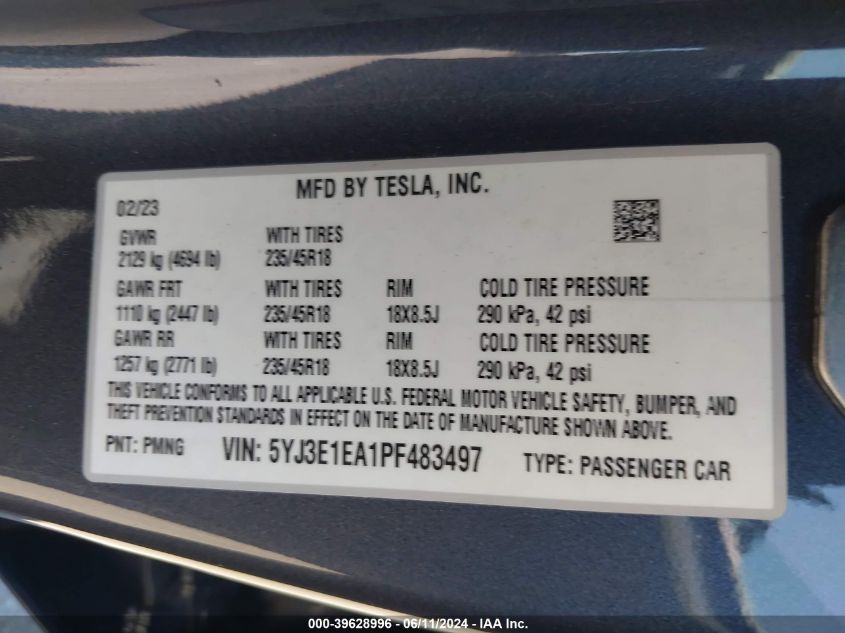 MFD BY TESLA, INC.
02/23
GVWR WITH TIRES
2129 kg (4694 lb) 235/45R18
GAWR FRT WITH TIRES RIM COLD TIRE PRESSURE
1110 kg (2447 lb) 235/45R18 18X8.5J 290 kPa, 42 psi
GAWR RR WITH TIRES RIM COLD TIRE PRESSURE
1257 kg (2771 lb) 235/45R18 18X8.5J 290 kPa, 42 psi
THIS VEHICLE CONFORMS TO ALL APPLICABLE U.S. FEDERAL MOTOR VEHICLE SAFETY, BUMPER, AND
THEFT PREVENTION STANDARDS IN EFFECT ON THE DATE OF MANUFACTURE SHOWN ABOVE.
PNT: PMNG VIN: 5YJ3E1EA1PF483497 TYPE: PASSENGER CAR
000-39628996 - 06/11/2024 - IAA Inc.